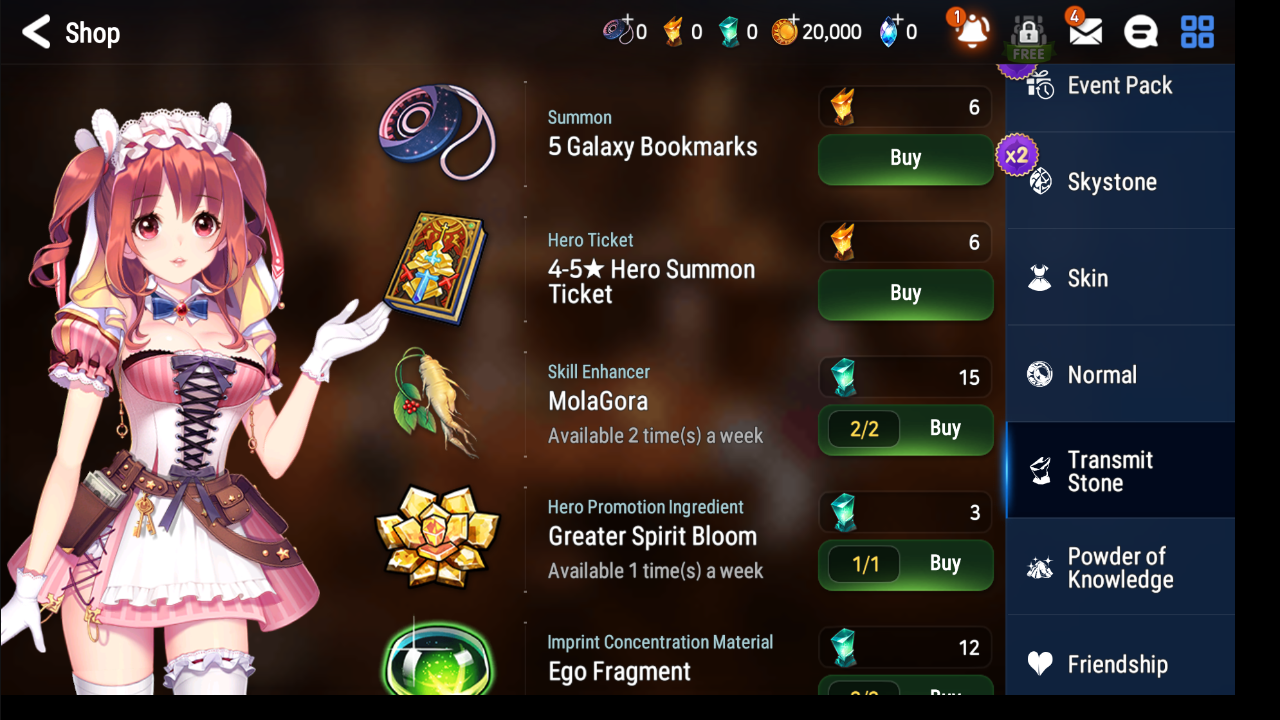 Shop
0
0
0
20,000
0
1
FREE
4
Summon
5 Galaxy Bookmarks
6
Buy
Hero Ticket
4-5★ Hero Summon
Ticket
6
Buy
Skill Enhancer
MolaGora
Available 2 time(s) a week
15
2/2
Buy
Hero Promotion Ingredient
Greater Spirit Bloom
Available 1 time(s) a week
3
1/1
Buy
Imprint Concentration Material
Ego Fragment
12
Buy
Event Pack
x2
Skystone
Skin
Normal
Transmit
Stone
Powder of
Knowledge
Friendship